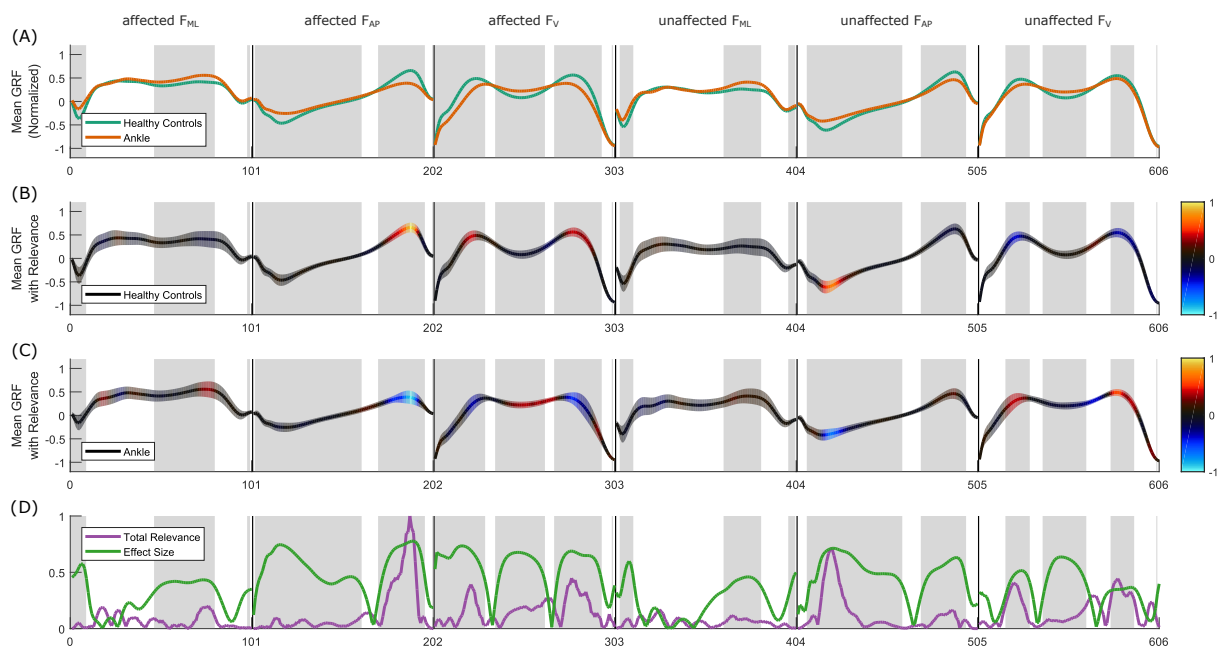 affected F_ML affected F_AP affected F_V unaffected F_ML unaffected F_AP unaffected F_V
(A)
Mean GRF
(Normalized)
1
0.5
0
-0.5
-1
Healthy Controls
Ankle
0 101 202 303 404 505 606
(B)
Mean GRF
with Relevance
1
0.5
0
-0.5
-1
Healthy Controls
1
0
-1
0 101 202 303 404 505 606
(C)
Mean GRF
with Relevance
1
0.5
0
-0.5
-1
Ankle
1
0
-1
0 101 202 303 404 505 606
(D)
1
0.5
0
Total Relevance
Effect Size
0 101 202 303 404 505 606